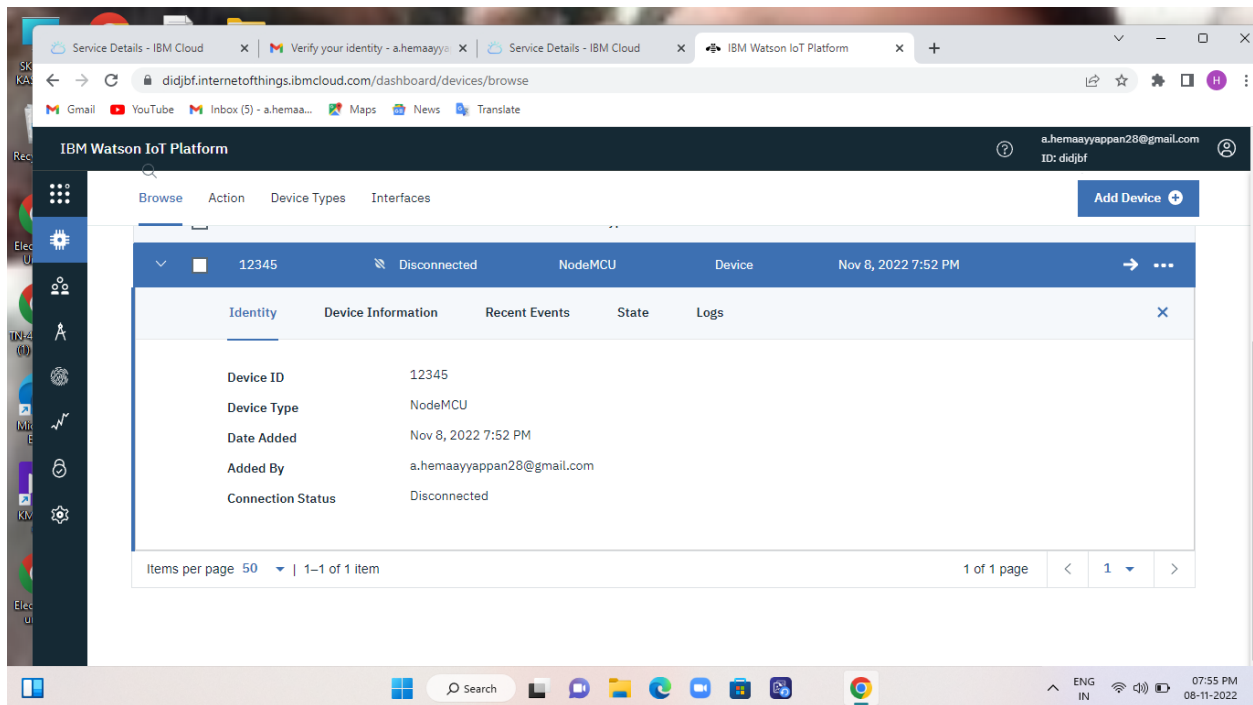 Service Details - IBM Cloud
Verify your identity - a.hemaayya
Service Details - IBM Cloud
IBM Watson IoT Platform
didjbf.internetofthings.ibmcloud.com/dashboard/devices/browse
H
Gmail
YouTube
Inbox (5) - a.hemaa...
Maps
News
Translate
IBM Watson IoT Platform
a.hemaayyappan28@gmail.com
ID: didjbf
Browse
Action
Device Types
Interfaces
Add Device
12345
Disconnected
NodeMCU
Device
Nov 8, 2022 7:52 PM
Identity
Device Information
Recent Events
State
Logs
Device ID 12345
Device Type NodeMCU
Date Added Nov 8, 2022 7:52 PM
Added By a.hemaayyappan28@gmail.com
Connection Status Disconnected
Items per page 50 | 1–1 of 1 item
1 of 1 page
1
Search
ENG
IN
07:55 PM
08-11-2022